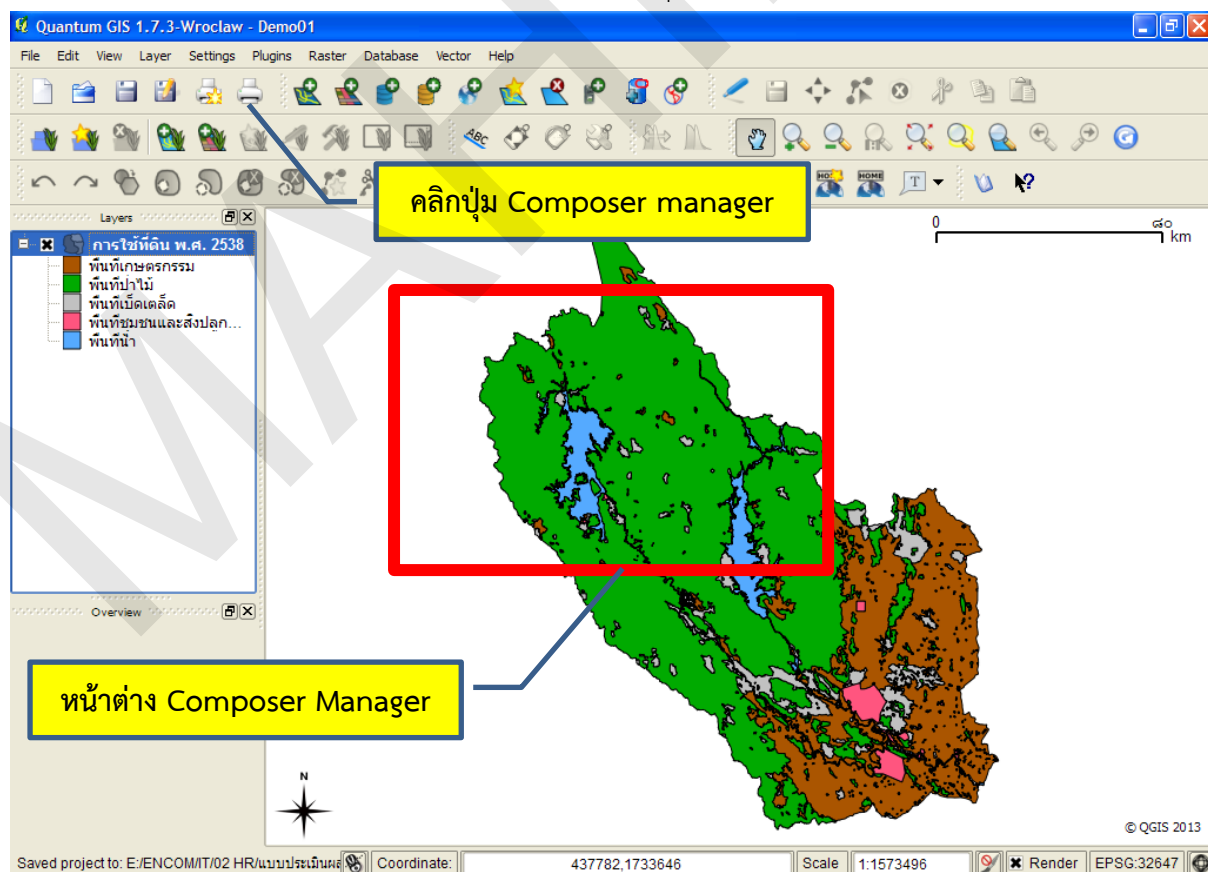 Quantum GIS 1.7.3-Wroclaw - Demo01
File Edit View Layer Settings Plugins Raster Database Vector Help
ABC
คลิกปุ่ม Composer manager
HOME
T
Layers
การใช้ที่ดิน พ.ศ. 2538
พื้นที่เกษตรกรรม
พื้นที่ป่าไม้
พื้นที่เบ็ดเตล็ด
พื้นที่ชุมชนและสิ่งปลูก...
พื้นที่น้ำ
0 ๘๐
km
Overview
หน้าต่าง Composer Manager
N
© QGIS 2013
Saved project to: E:/ENCOM/IT/02 HR/แบบประเมินผล Coordinate: 437782,1733646 Scale 1:1573496 Render EPSG:32647
MAH